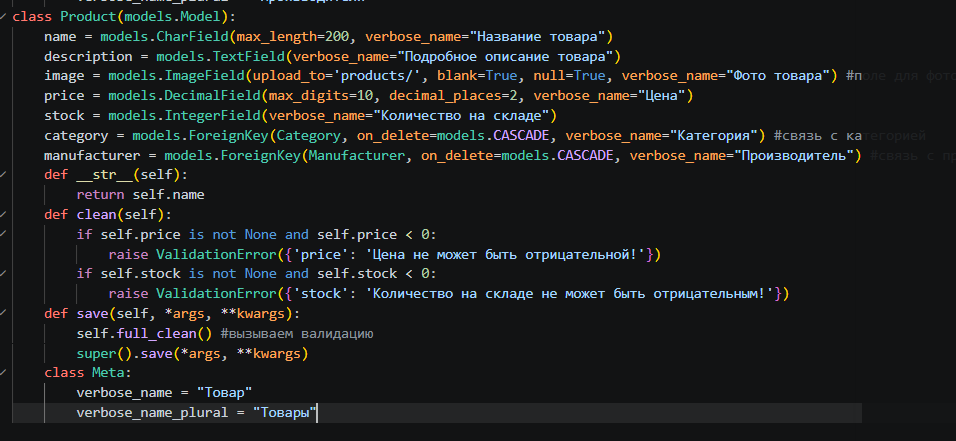 class Product(models.Model):
    name = models.CharField(max_length=200, verbose_name="Название товара")
    description = models.TextField(verbose_name="Подробное описание товара")
    image = models.ImageField(upload_to='products/', blank=True, null=True, verbose_name="Фото товара") #поле для фото
    price = models.DecimalField(max_digits=10, decimal_places=2, verbose_name="Цена")
    stock = models.IntegerField(verbose_name="Количество на складе")
    category = models.ForeignKey(Category, on_delete=models.CASCADE, verbose_name="Категория") #связь с категорией
    manufacturer = models.ForeignKey(Manufacturer, on_delete=models.CASCADE, verbose_name="Производитель") #связь с
    def __str__(self):
        return self.name
    def clean(self):
        if self.price is not None and self.price < 0:
            raise ValidationError({'price': 'Цена не может быть отрицательной!'})
        if self.stock is not None and self.stock < 0:
            raise ValidationError({'stock': 'Количество на складе не может быть отрицательным!'})
    def save(self, *args, **kwargs):
        self.full_clean() #вызываем валидацию
        super().save(*args, **kwargs)
    class Meta:
        verbose_name = "Товар"
        verbose_name_plural = "Товары"